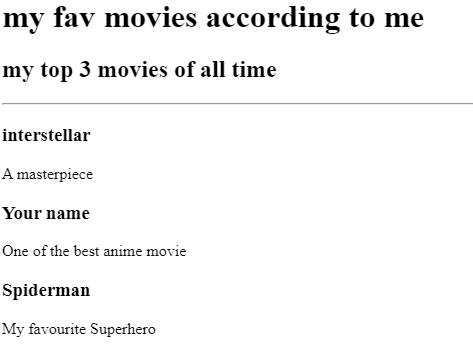 my fav movies according to me
my top 3 movies of all time
interstellar
A masterpiece
Your name
One of the best anime movie
Spiderman
My favourite Superhero